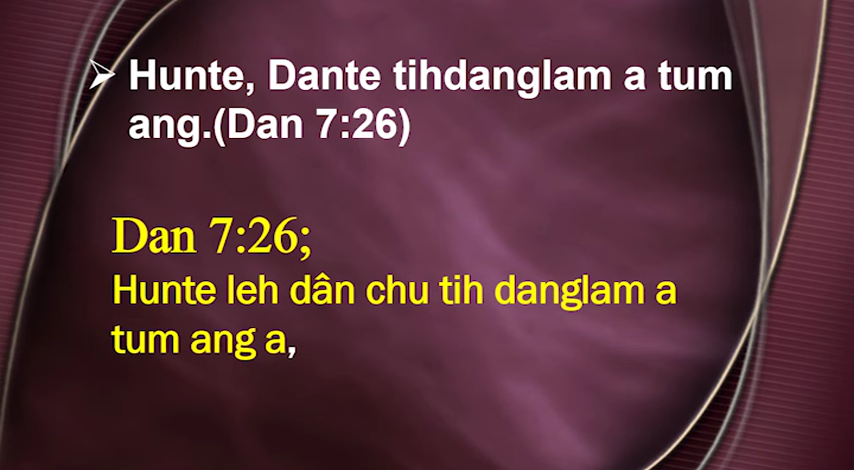 ➢ Hunte, Dante tihdanglam a tum
ang.(Dan 7:26)
Dan 7:26;
Hunte leh dân chu tih danglam a
tum ang a,